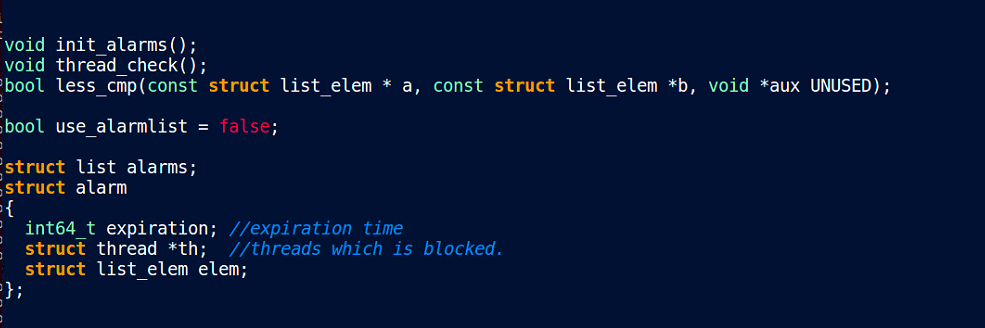 void init_alarms();
void thread_check();
bool less_cmp(const struct list_elem * a, const struct list_elem *b, void *aux UNUSED);
bool use_alarmlist = false;
struct list alarms;
struct alarm
{
  int64_t expiration; //expiration time
  struct thread *th;  //threads which is blocked.
  struct list_elem elem;
};